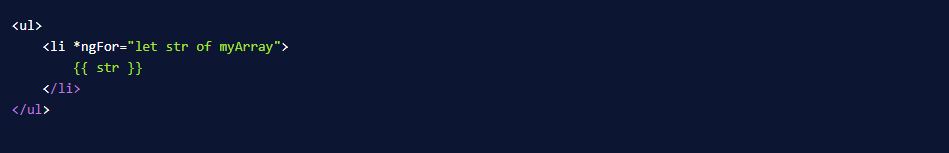 <ul>
    <li *ngFor="let str of myArray">
        {{ str }}
    </li>
</ul>